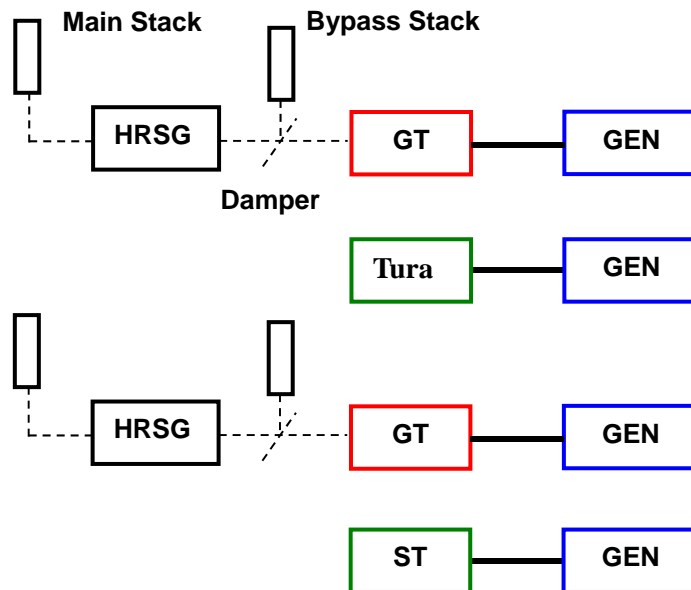 Main Stack
Bypass Stack
HRSG
GT
GEN
Damper
Tura
GEN
HRSG
GT
GEN
ST
GEN